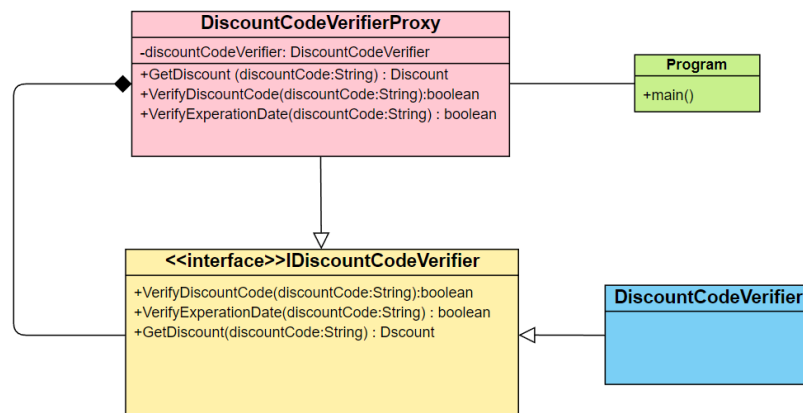 DiscountCodeVerifierProxy
-discountCodeVerifier: DiscountCodeVerifier
+GetDiscount (discountCode:String) : Discount
+VerifyDiscountCode(discountCode:String):boolean
+VerifyExperationDate(discountCode:String) : boolean
Program
+main()
<<interface>>IDiscountCodeVerifier
+VerifyDiscountCode(discountCode:String):boolean
+VerifyExperationDate(discountCode:String) : boolean
+GetDiscount(discountCode:String) : Dscount
DiscountCodeVerifier